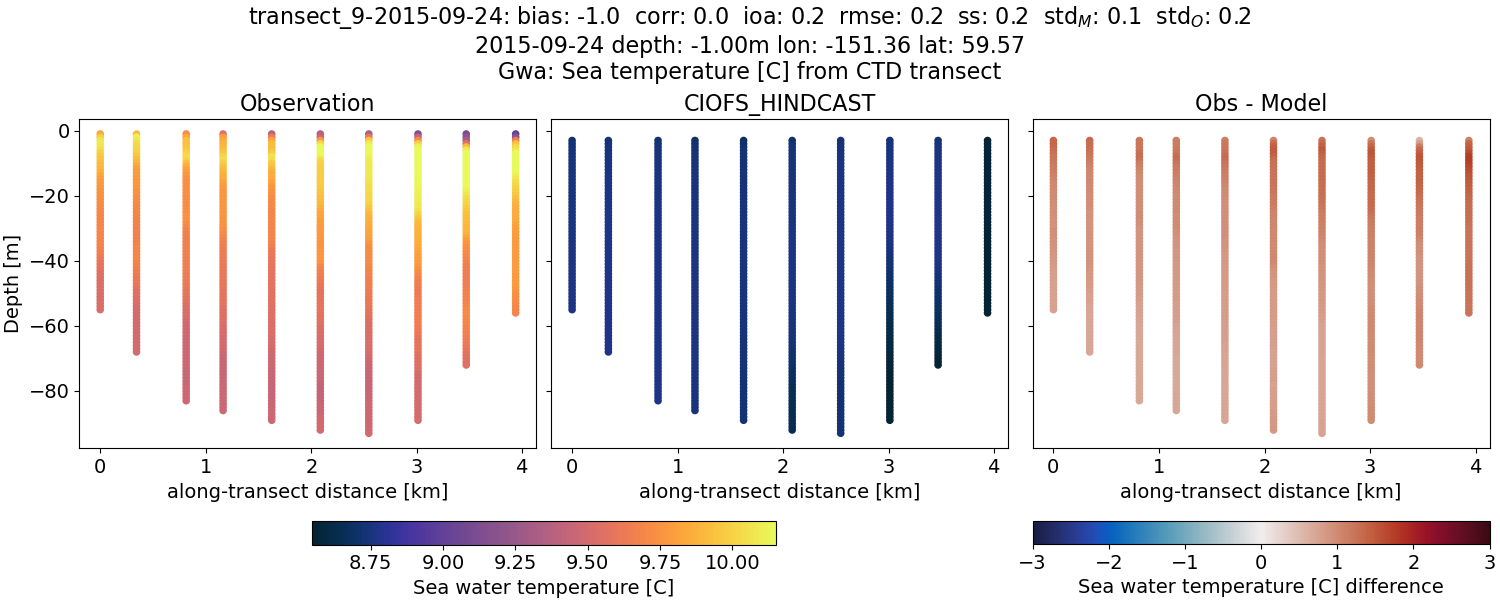 transect_9-2015-09-24: bias: -1.0 corr: 0.0 ioa: 0.2 rmse: 0.2 ss: 0.2 std_M: 0.1 std_O: 0.2
2015-09-24 depth: -1.00m lon: -151.36 lat: 59.57
Gwa: Sea temperature [C] from CTD transect
Observation
CIOFS_HINDCAST
Obs - Model
Depth [m]
0
−20
−40
−60
−80
0 1 2 3 4
0 1 2 3 4
0 1 2 3 4
along-transect distance [km]
along-transect distance [km]
along-transect distance [km]
8.75 9.00 9.25 9.50 9.75 10.00
Sea water temperature [C]
−3 −2 −1 0 1 2 3
Sea water temperature [C] difference